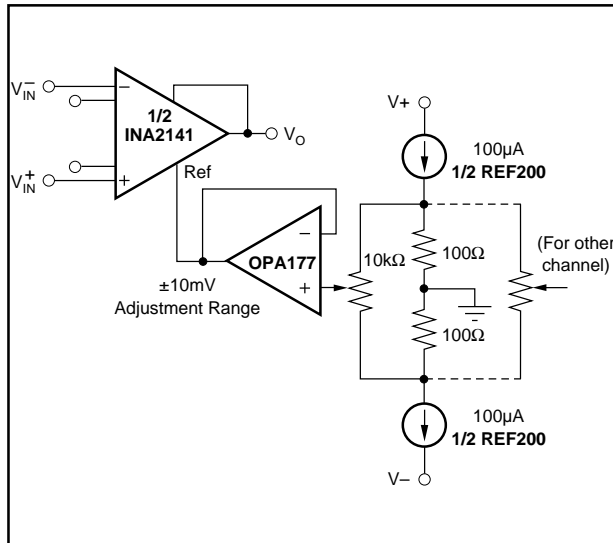 V−IN
1/2
INA2141
VO
V+IN
Ref
−
+
OPA177
−
+
±10mV
Adjustment Range
V+
100µA
1/2 REF200
10kΩ
100Ω
100Ω
(For other
channel)
100µA
1/2 REF200
V−